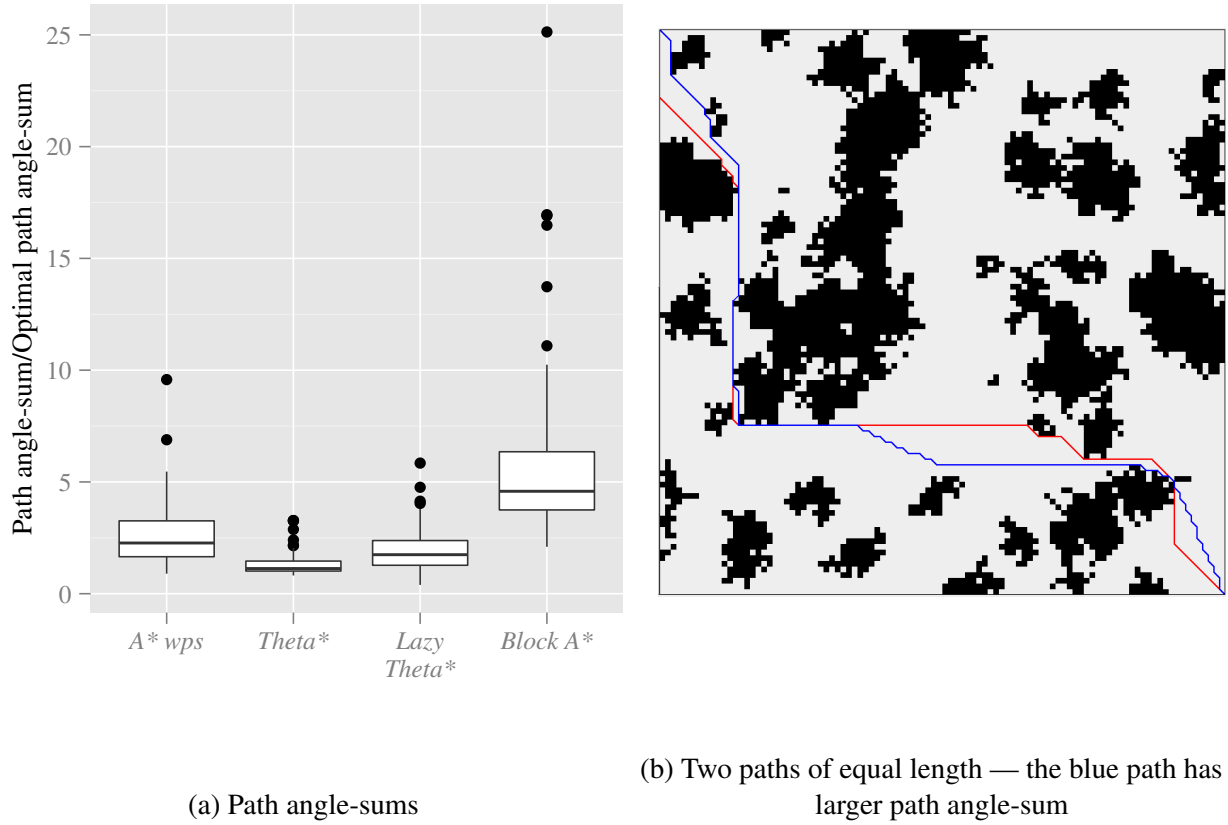 25
20
15
10
5
0
Path angle-sum/Optimal path angle-sum
A* wps
Theta*
Lazy
Theta*
Block A*
(a) Path angle-sums
(b) Two paths of equal length — the blue path has
larger path angle-sum